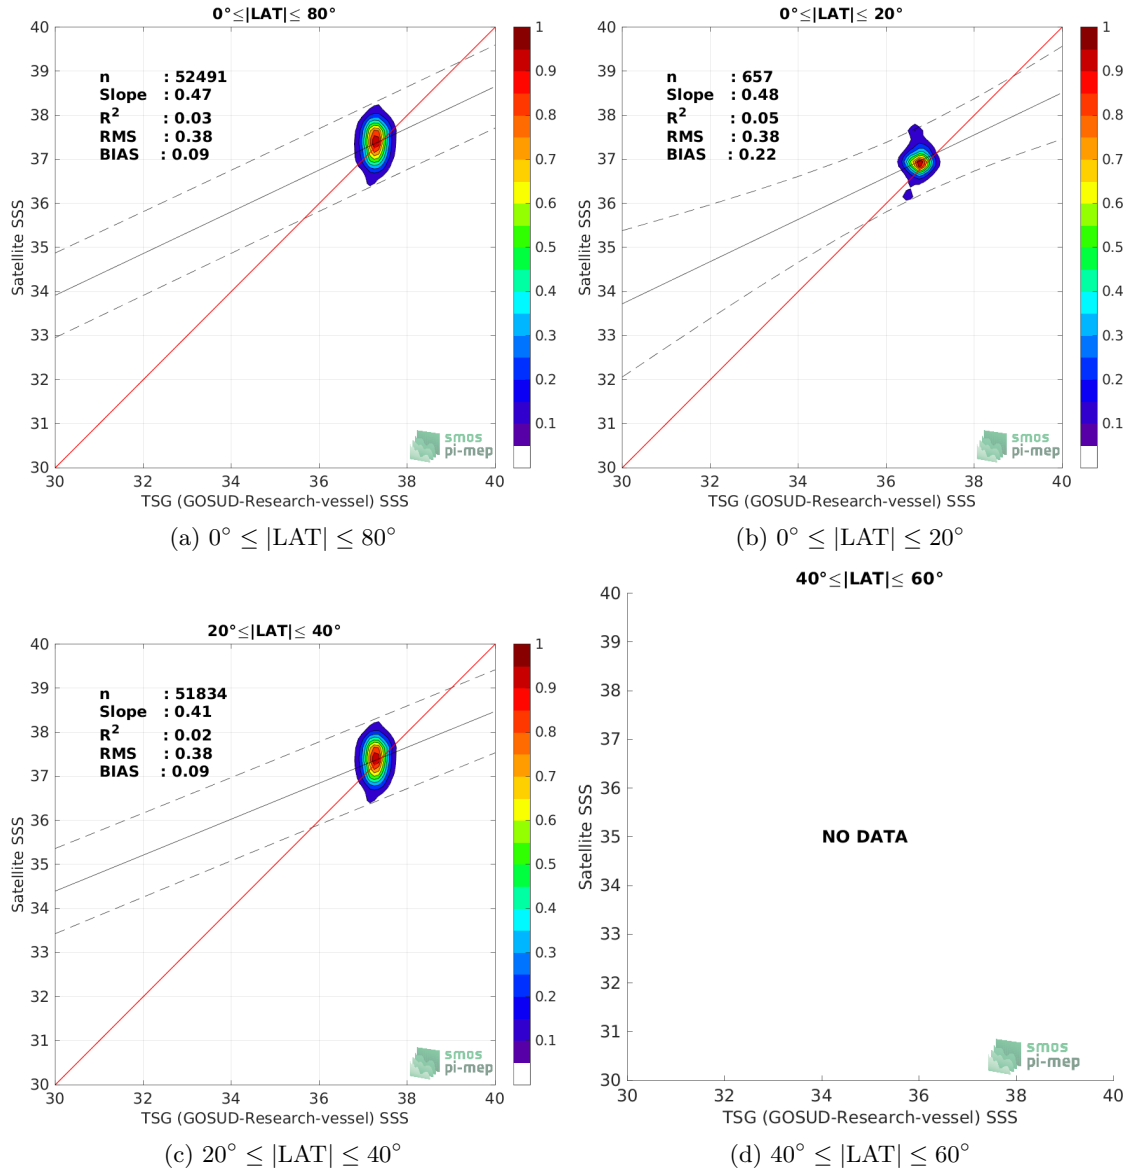 0°≤|LAT|≤ 80°
40
39
38
37
36
35
34
33
32
31
30
Satellite SSS
n : 52491
Slope : 0.47
R2 : 0.03
RMS : 0.38
BIAS : 0.09
smos
pi-mep
30 32 34 36 38 40
TSG (GOSUD-Research-vessel) SSS
1
0.9
0.8
0.7
0.6
0.5
0.4
0.3
0.2
0.1
(a) 0° ≤ |LAT| ≤ 80°
0°≤|LAT|≤ 20°
40
39
38
37
36
35
34
33
32
31
30
Satellite SSS
n : 657
Slope : 0.48
R2 : 0.05
RMS : 0.38
BIAS : 0.22
smos
pi-mep
30 32 34 36 38 40
TSG (GOSUD-Research-vessel) SSS
1
0.9
0.8
0.7
0.6
0.5
0.4
0.3
0.2
0.1
(b) 0° ≤ |LAT| ≤ 20°
20°≤|LAT|≤ 40°
40
39
38
37
36
35
34
33
32
31
30
Satellite SSS
n : 51834
Slope : 0.41
R2 : 0.02
RMS : 0.38
BIAS : 0.09
smos
pi-mep
30 32 34 36 38 40
TSG (GOSUD-Research-vessel) SSS
1
0.9
0.8
0.7
0.6
0.5
0.4
0.3
0.2
0.1
(c) 20° ≤ |LAT| ≤ 40°
40°≤|LAT|≤ 60°
40
39
38
37
36
35
34
33
32
31
30
Satellite SSS
NO DATA
smos
pi-mep
30 32 34 36 38 40
TSG (GOSUD-Research-vessel) SSS
(d) 40° ≤ |LAT| ≤ 60°